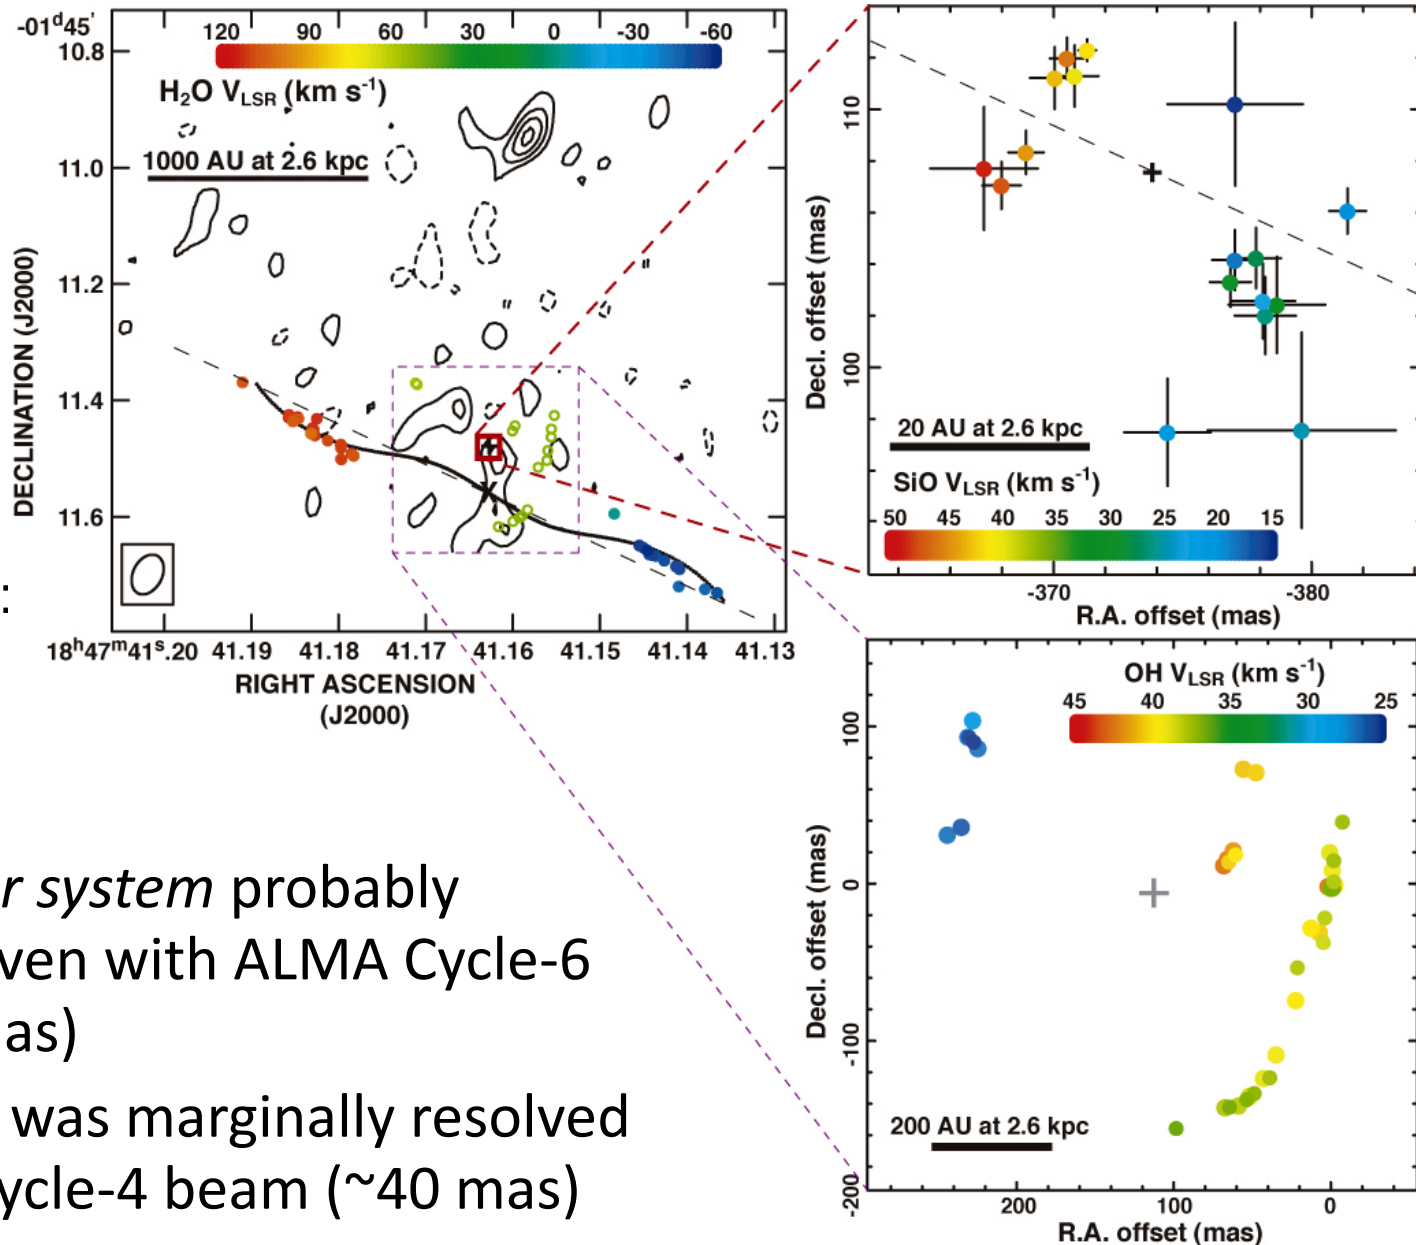 -01d45'
120 90 60 30 0 -30 -60
H2O VLSR (km s-1)
1000 AU at 2.6 kpc
10.8
11.0
11.2
11.4
11.6
DECLINATION (J2000)
X
18h47m41s.20 41.19 41.18 41.17 41.16 41.15 41.14 41.13
RIGHT ASCENSION
(J2000)
110
100
Decl. offset (mas)
20 AU at 2.6 kpc
SiO VLSR (km s-1)
50 45 40 35 30 25 20 15
-370 -380
R.A. offset (mas)
:
OH VLSR (km s-1)
45 40 35 30 25
100
0
-100
-200
Decl. offset (mas)
200 AU at 2.6 kpc
200 100 0
R.A. offset (mas)
r system probably
ven with ALMA Cycle-6
as)
was marginally resolved
ycle-4 beam (~40 mas)